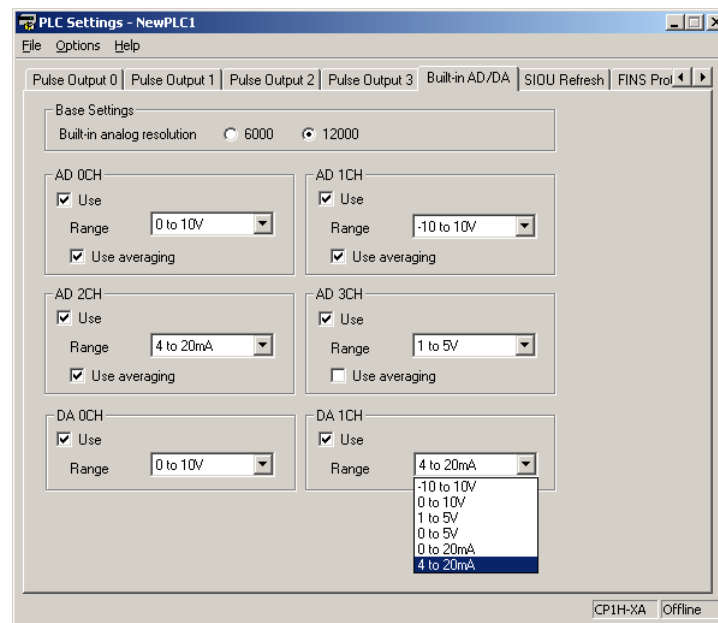 PLC Settings - NewPLC1
File Options Help
Pulse Output 0 Pulse Output 1 Pulse Output 2 Pulse Output 3 Built-in AD/DA SIOU Refresh FINS
Base Settings
Built-in analog resolution 6000 12000
AD 0CH
Use
Range 0 to 10V
Use averaging
AD 1CH
Use
Range -10 to 10V
Use averaging
AD 2CH
Use
Range 4 to 20mA
Use averaging
AD 3CH
Use
Range 1 to 5V
Use averaging
DA 0CH
Use
Range 0 to 10V
DA 1CH
Use
Range 4 to 20mA
-10 to 10V
0 to 10V
1 to 5V
0 to 5V
0 to 20mA
4 to 20mA
CP1H-XA Offline